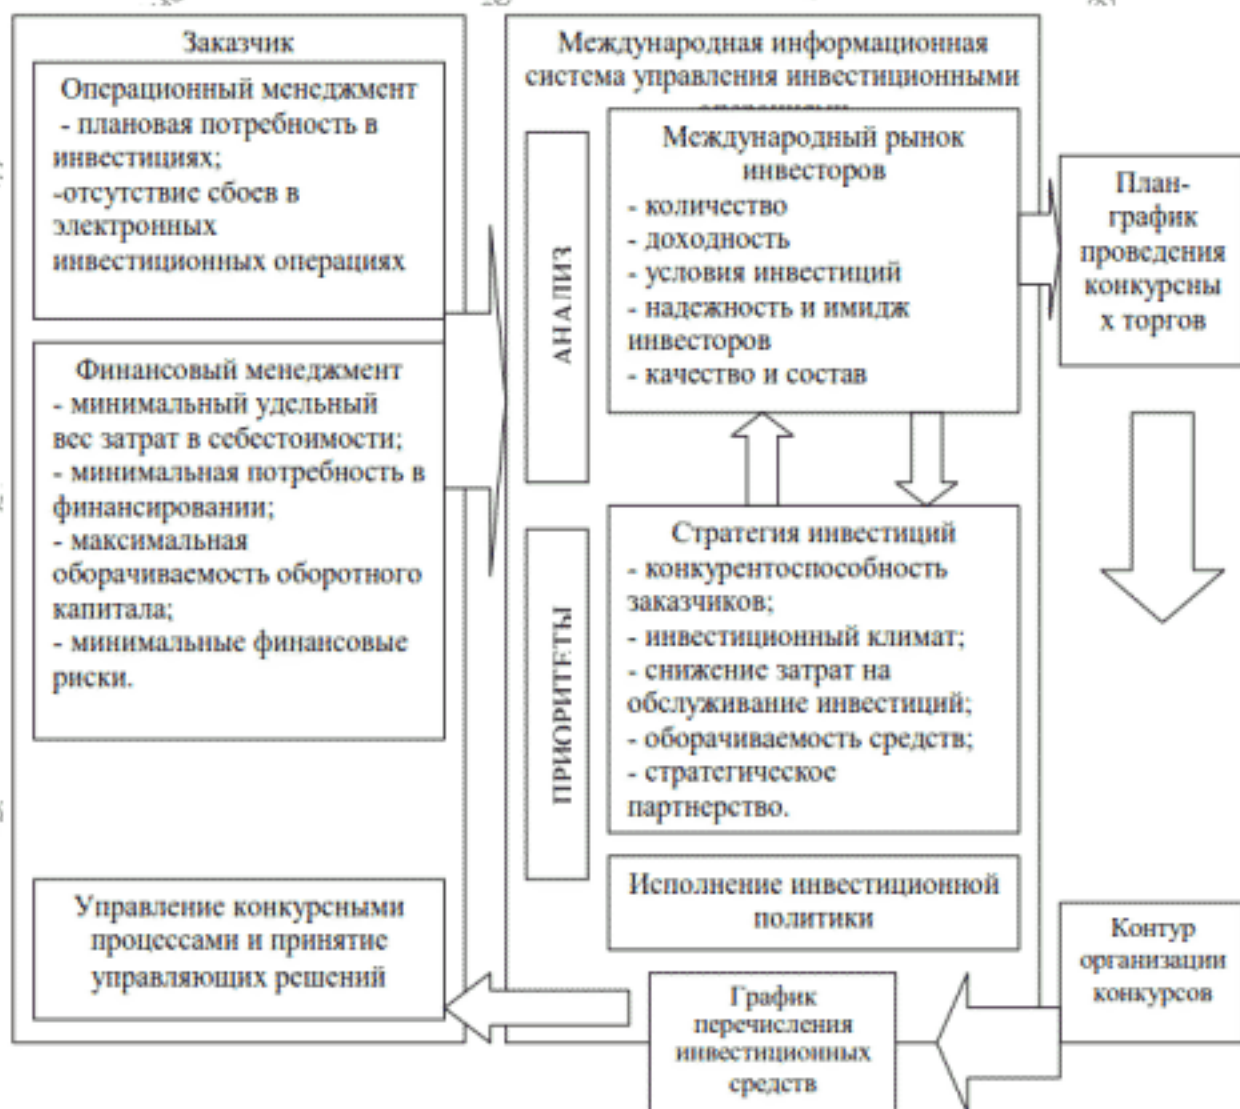 Заказчик
Операционный менеджмент
- плановая потребность в
инвестициях;
-отсутствие сбоев в
электронных
инвестиционных операциях
Финансовый менеджмент
- минимальный удельный
вес затрат в себестоимости;
- минимальная потребность в
финансировании;
- максимальная
оборачиваемость оборотного
капитала;
- минимальные финансовые
риски.
Управление конкурсными
процессами и принятие
управляющих решений
Международная информационная
система управления инвестиционными
АНАЛИЗ
Международный рынок
инвесторов
- количество
- доходность
- условия инвестиций
- надежность и имидж
инвесторов
- качество и состав
ПРИОРИТЕТЫ
Стратегия инвестиций
- конкурентоспособность
заказчиков;
- инвестиционный климат;
- снижение затрат на
обслуживание инвестиций;
- оборачиваемость средств;
- стратегическое
партнерство.
Исполнение инвестиционной
политики
График
перечисления
инвестиционных
средств
План-
график
проведения
конкурсны
х торгов
Контур
организации
конкурсов